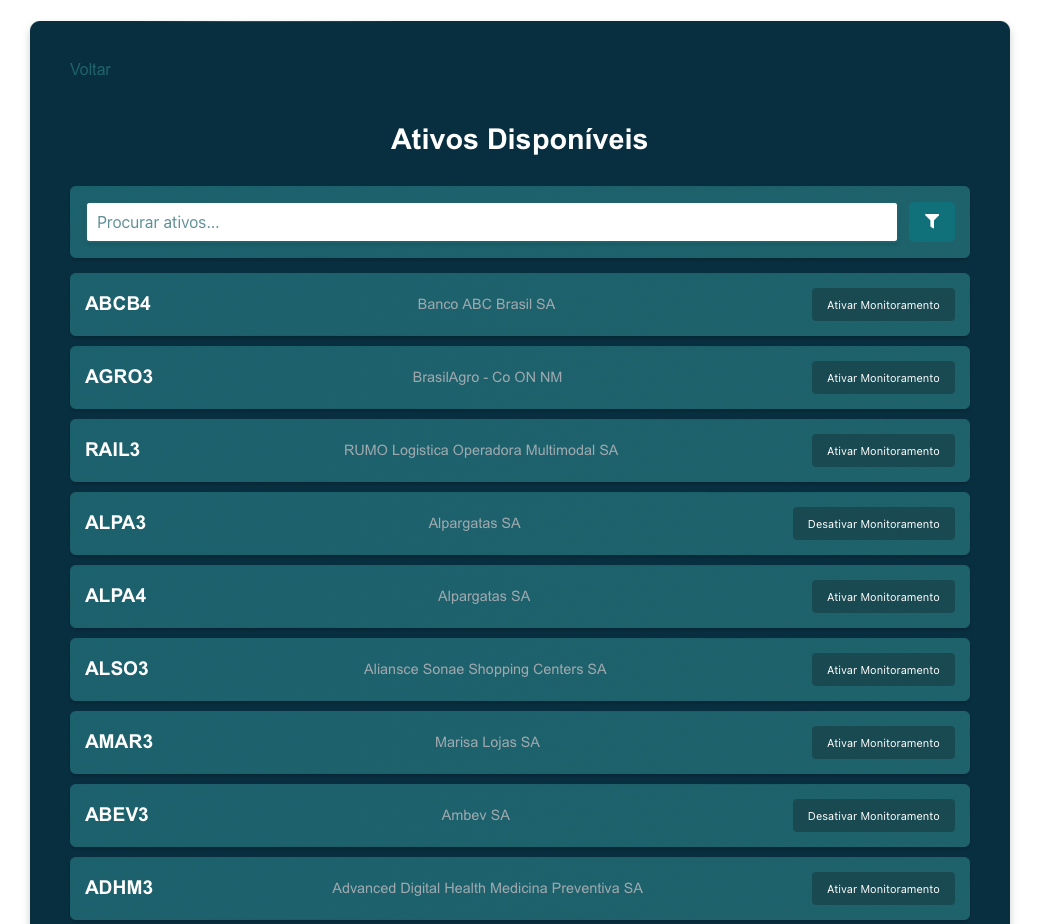 Voltar
Ativos Disponíveis
Procurar ativos...
ABCB4 Banco ABC Brasil SA Ativar Monitoramento
AGRO3 BrasilAgro - Co ON NM Ativar Monitoramento
RAIL3 RUMO Logistica Operadora Multimodal SA Ativar Monitoramento
ALPA3 Alpargatas SA Desativar Monitoramento
ALPA4 Alpargatas SA Ativar Monitoramento
ALSO3 Aliansce Sonae Shopping Centers SA Ativar Monitoramento
AMAR3 Marisa Lojas SA Ativar Monitoramento
ABEV3 Ambev SA Desativar Monitoramento
ADHM3 Advanced Digital Health Medicina Preventiva SA Ativar Monitoramento